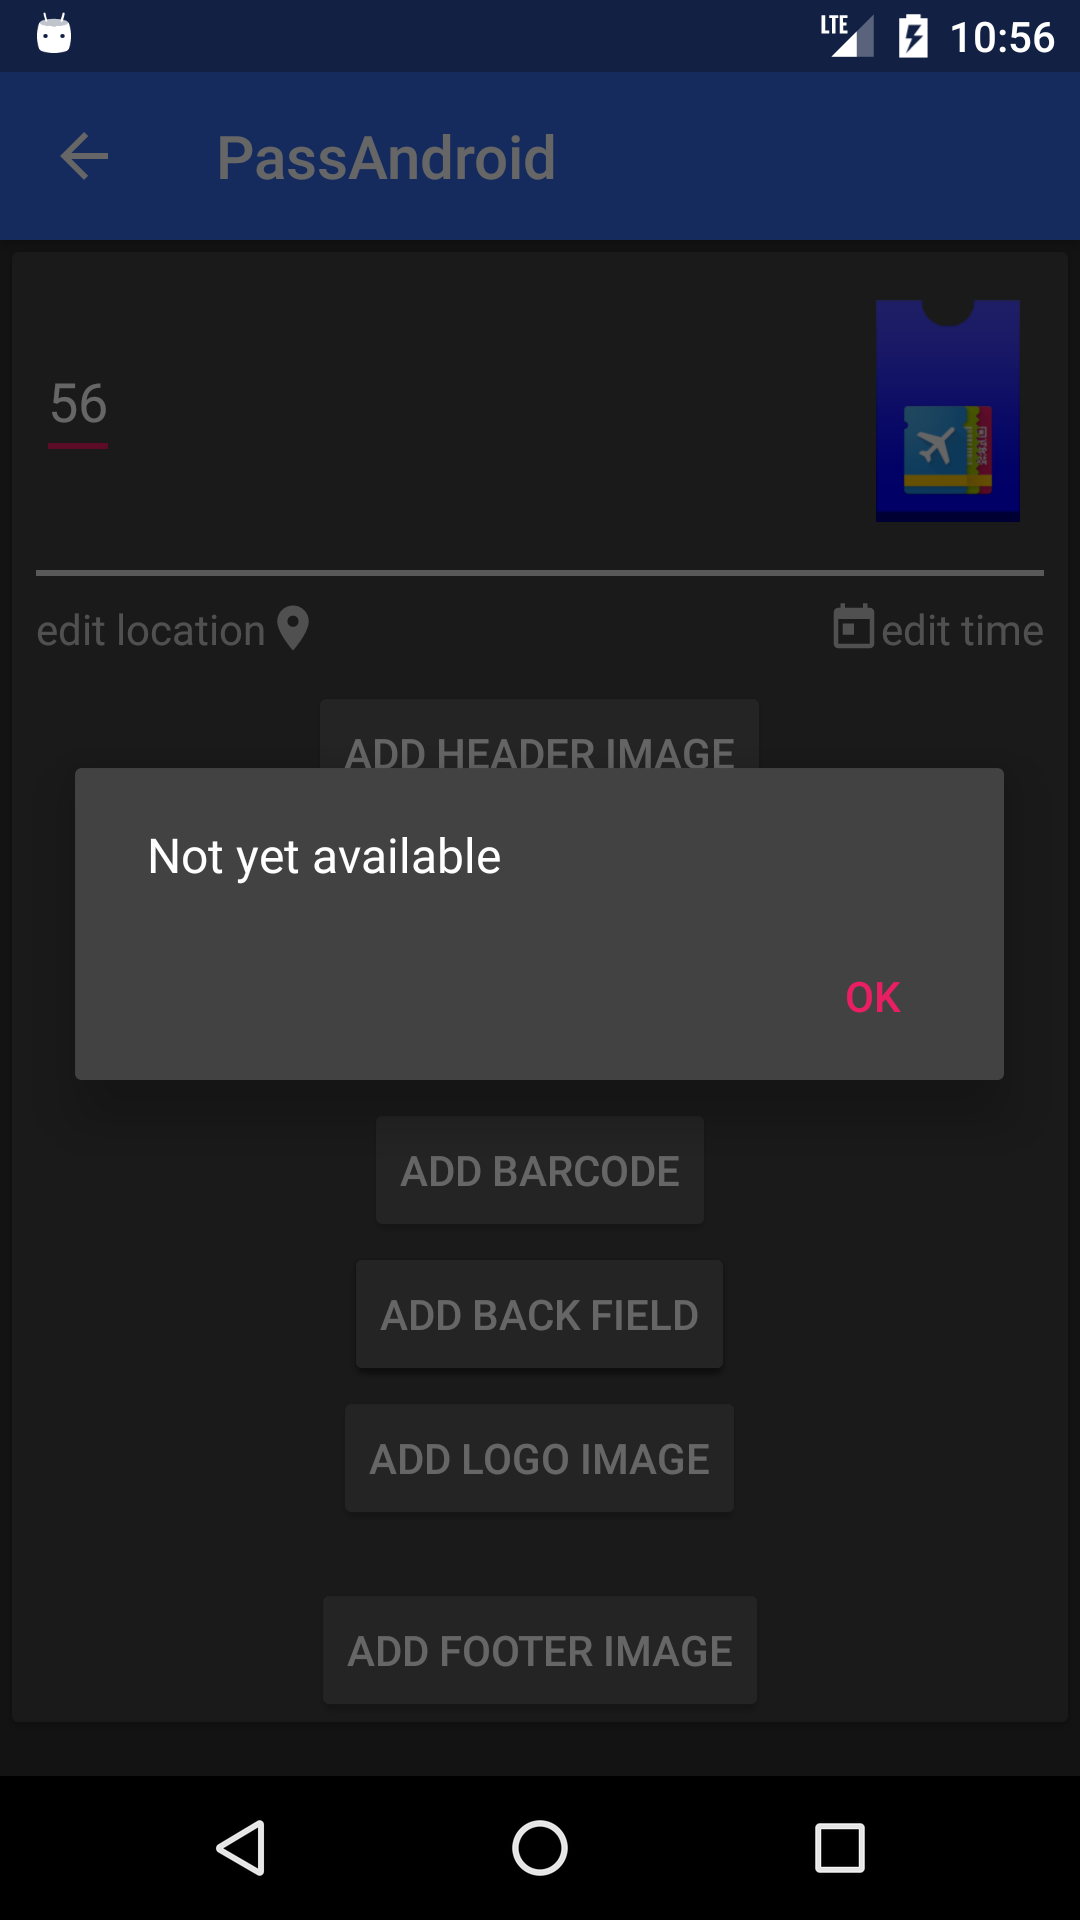 LTE 10:56
PassAndroid
56
edit location edit time
ADD HEADER IMAGE
Not yet available
OK
ADD BARCODE
ADD BACK FIELD
ADD LOGO IMAGE
ADD FOOTER IMAGE